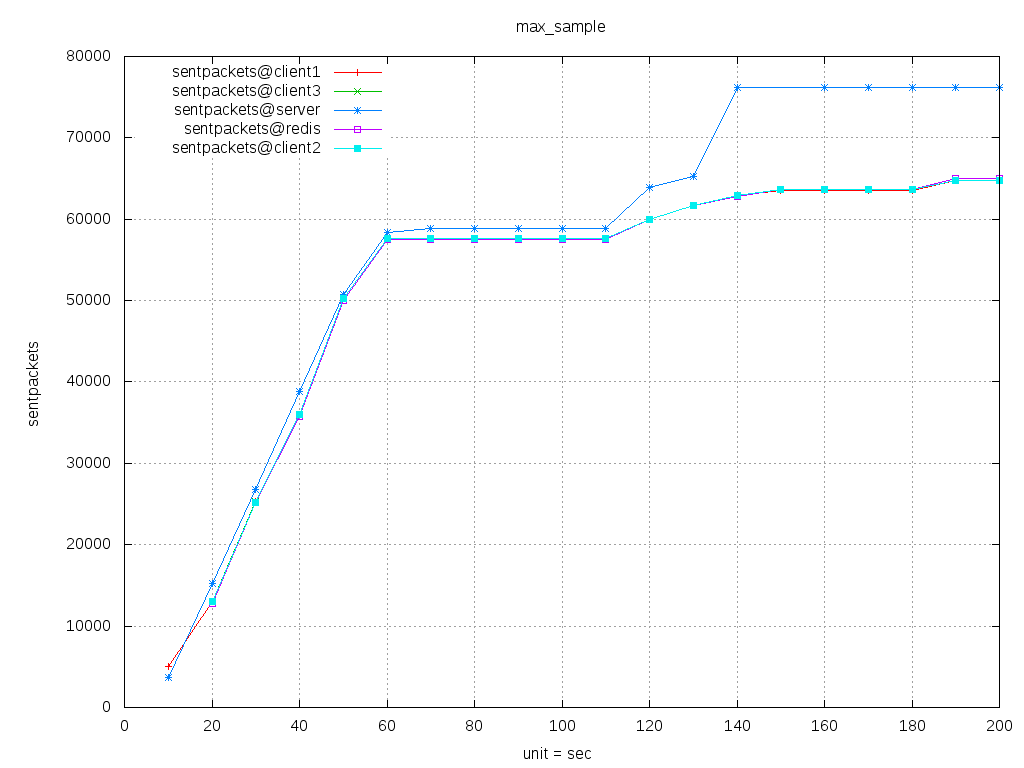 max_sample
80000
70000
60000
50000
40000
30000
20000
10000
0
sentpackets
sentpackets@client1
sentpackets@client3
sentpackets@server
sentpackets@redis
sentpackets@client2
0 20 40 60 80 100 120 140 160 180 200
unit = sec